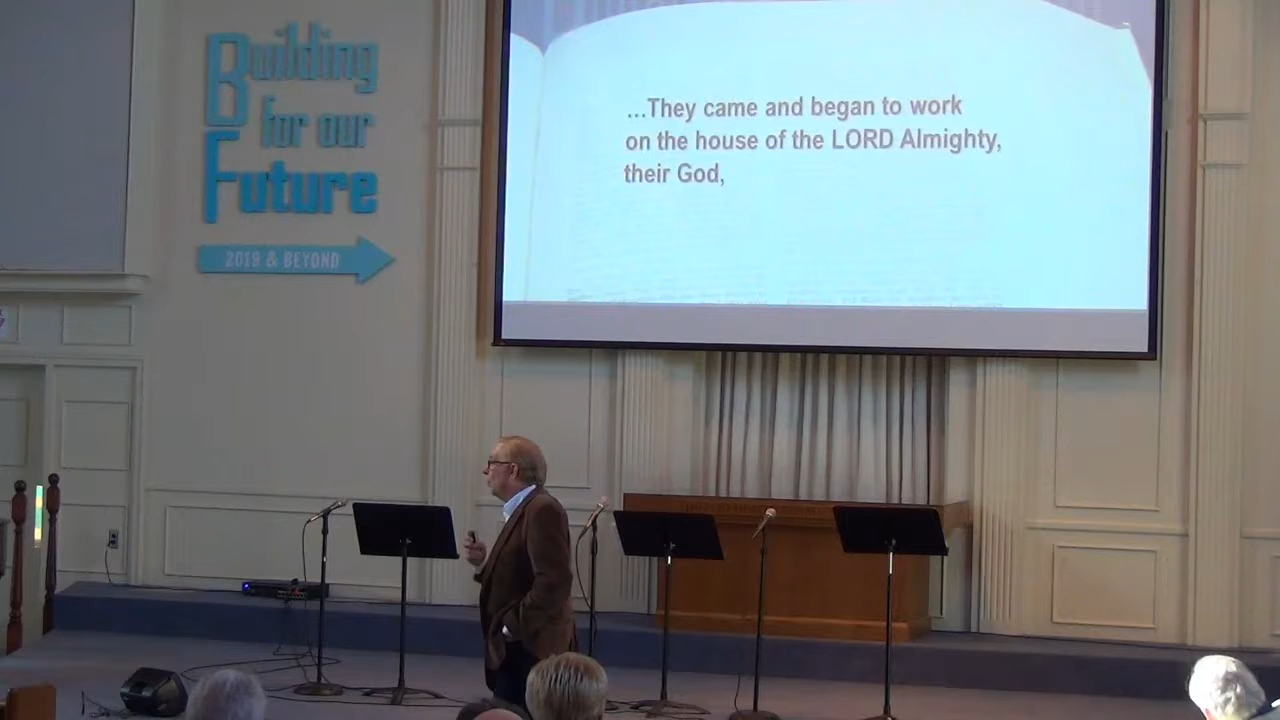 Building
for our
Future
2019 & BEYOND
...They came and began to work
on the house of the LORD Almighty,
their God,